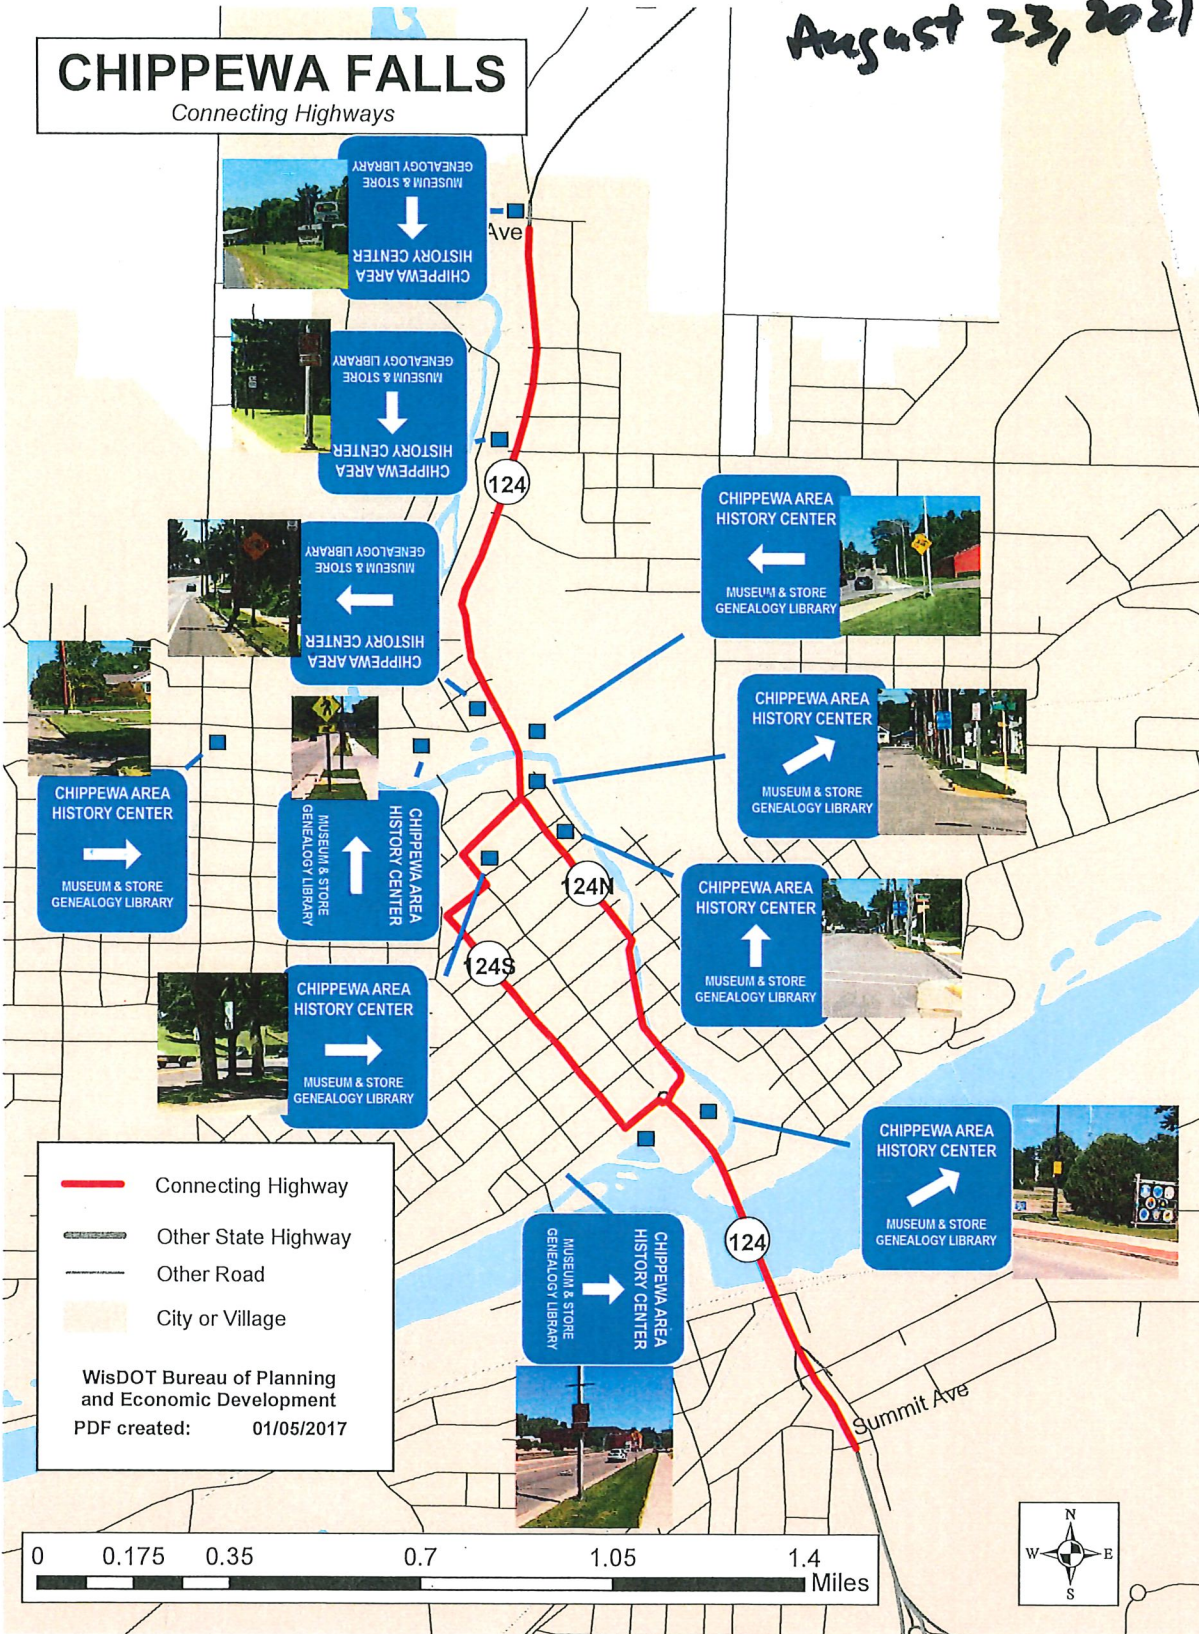 August 23, 2021
CHIPPEWA FALLS
Connecting Highways
GENEALOGY LIBRARY
MUSEUM & STORE
HISTORY CENTER
CHIPPEWA AREA
Ave
GENEALOGY LIBRARY
MUSEUM & STORE
HISTORY CENTER
CHIPPEWA AREA
124
CHIPPEWA AREA
HISTORY CENTER
MUSEUM & STORE
GENEALOGY LIBRARY
GENEALOGY LIBRARY
MUSEUM & STORE
HISTORY CENTER
CHIPPEWA AREA
CHIPPEWA AREA
HISTORY CENTER
MUSEUM & STORE
GENEALOGY LIBRARY
CHIPPEWA AREA
HISTORY CENTER
MUSEUM & STORE
GENEALOGY LIBRARY
CHIPPEWA AREA
HISTORY CENTER
MUSEUM & STORE
GENEALOGY LIBRARY
124N
CHIPPEWA AREA
HISTORY CENTER
MUSEUM & STORE
GENEALOGY LIBRARY
124S
CHIPPEWA AREA
HISTORY CENTER
MUSEUM & STORE
GENEALOGY LIBRARY
CHIPPEWA AREA
HISTORY CENTER
MUSEUM & STORE
GENEALOGY LIBRARY
124
CHIPPEWA AREA
HISTORY CENTER
MUSEUM & STORE
GENEALOGY LIBRARY
Summit Ave
Connecting Highway
Other State Highway
Other Road
City or Village
WisDOT Bureau of Planning
and Economic Development
PDF created: 01/05/2017
0 0.175 0.35 0.7 1.05 1.4
Miles
N
W E
S